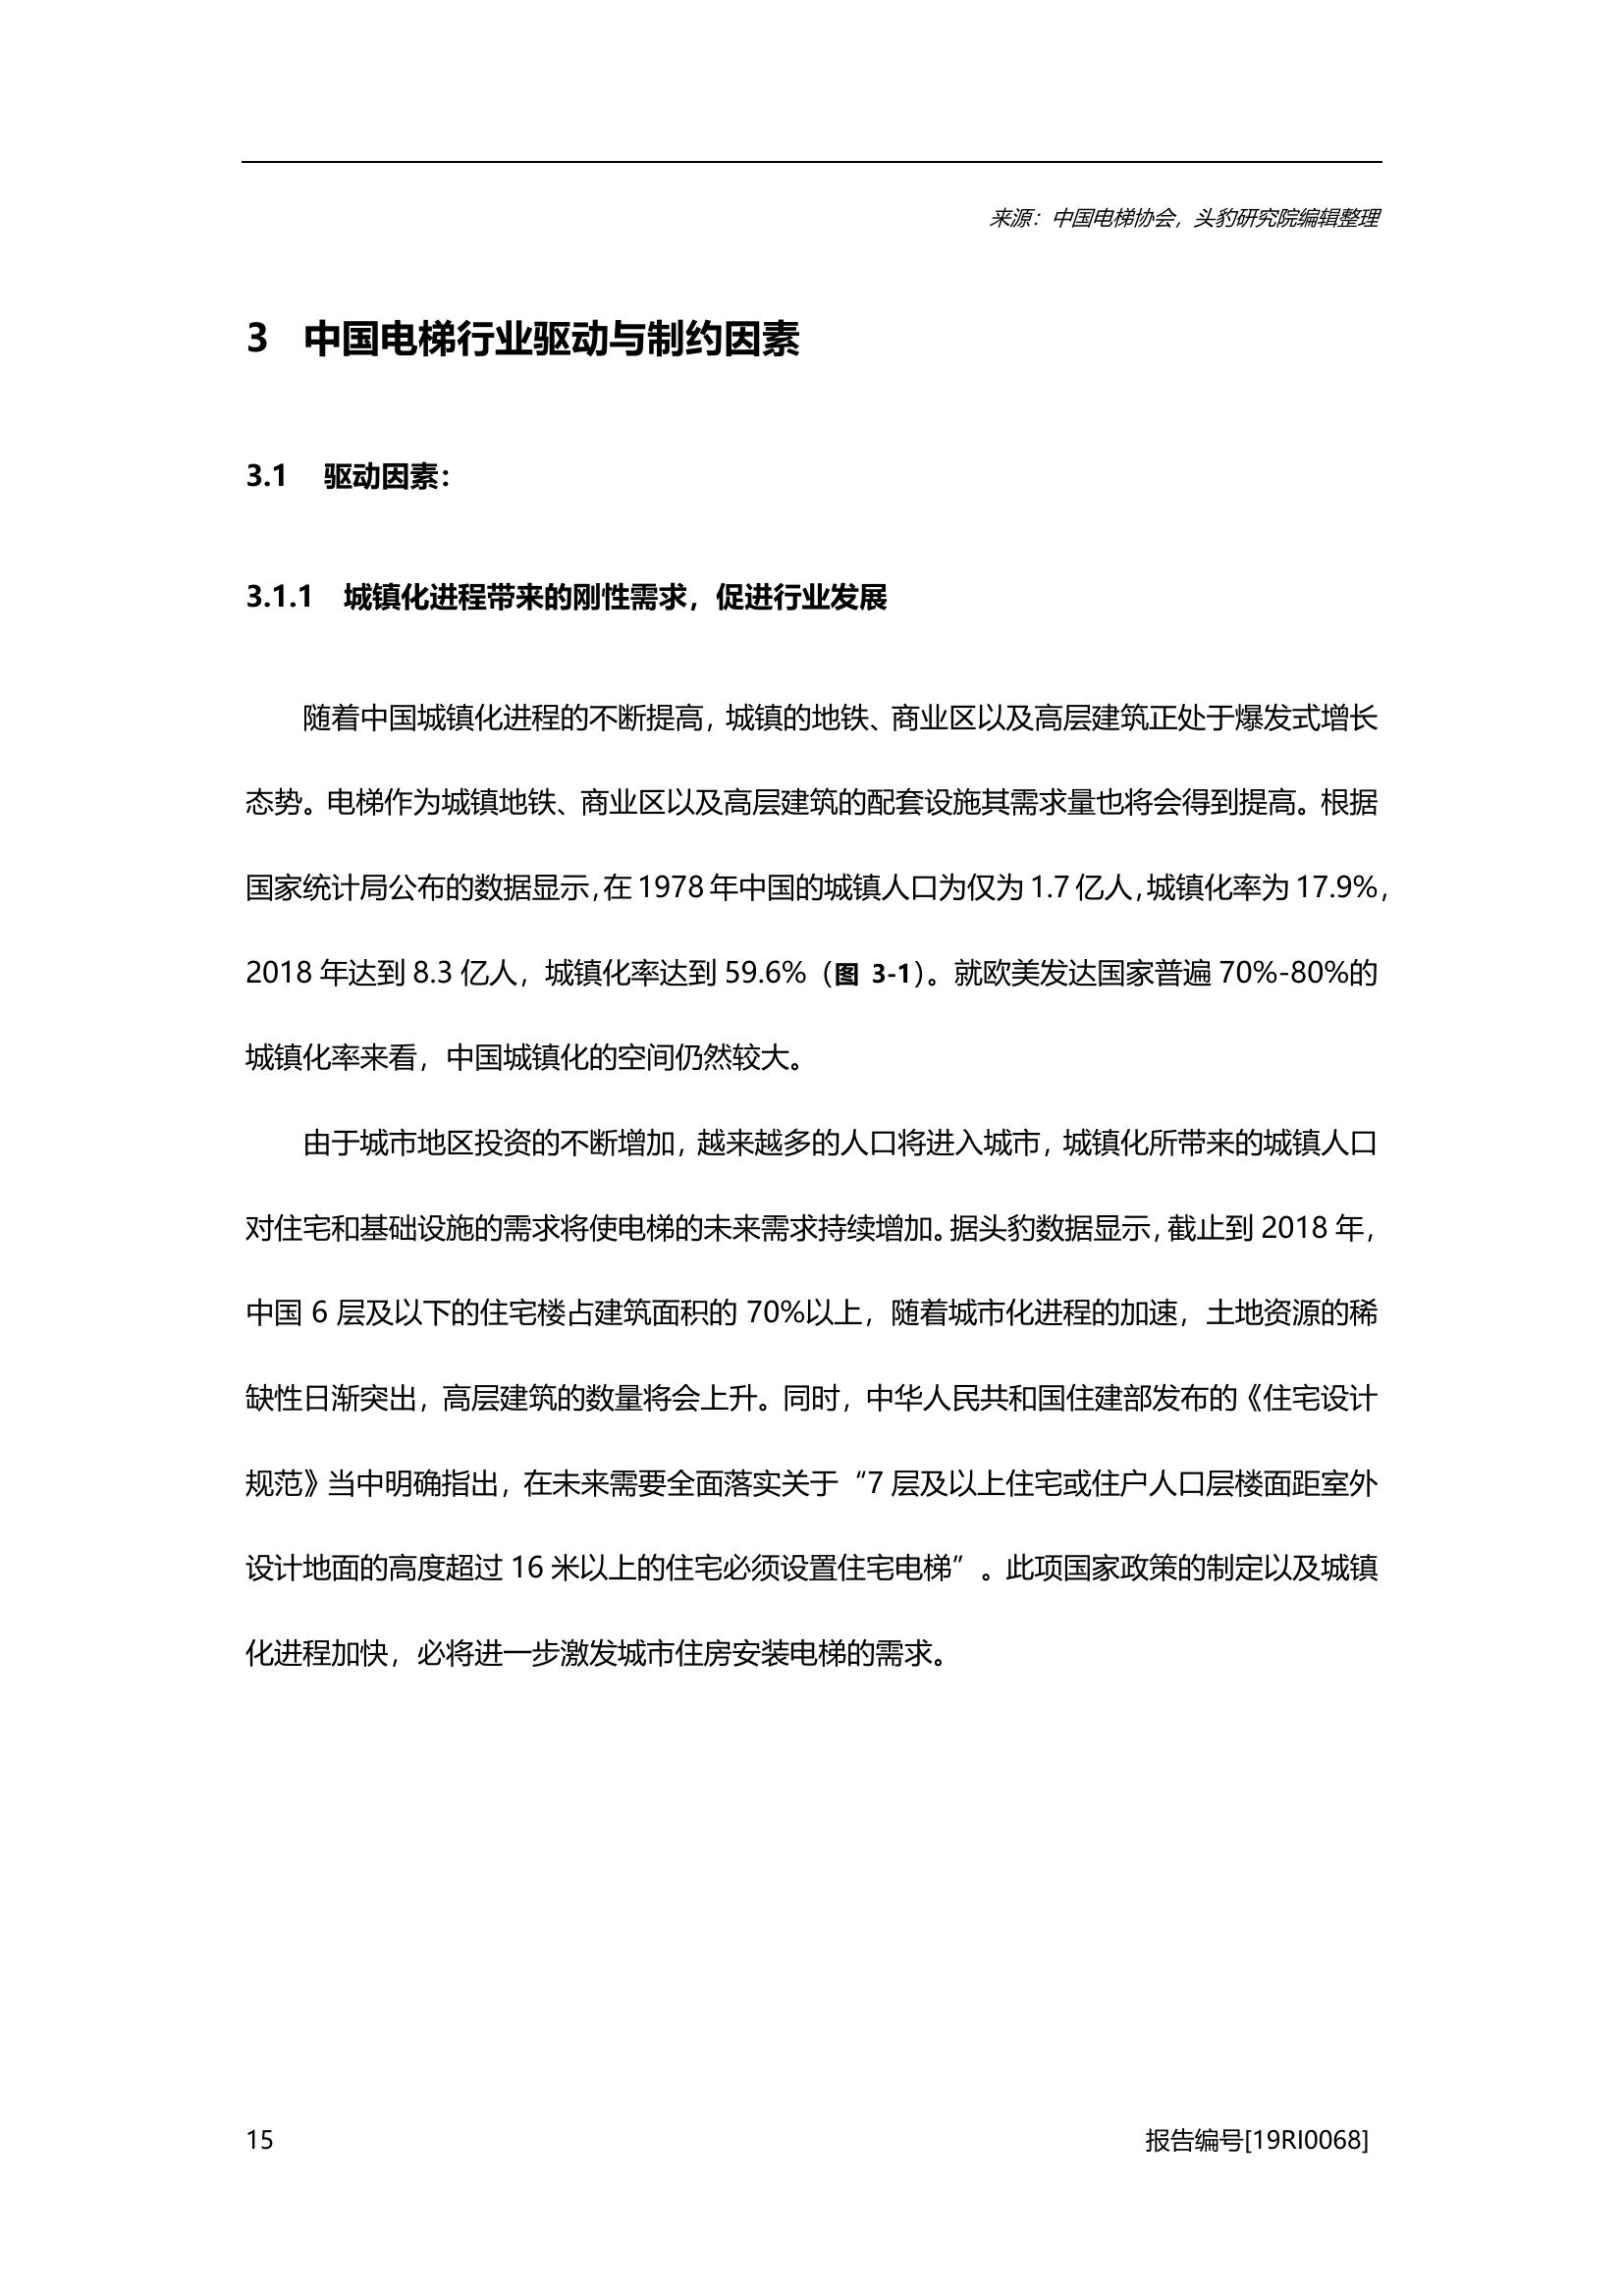 来源：中国电梯协会，头豹研究院编辑整理
3 中国电梯行业驱动与制约因素
3.1 驱动因素：
3.1.1 城镇化进程带来的刚性需求，促进行业发展
随着中国城镇化进程的不断提高，城镇的地铁、商业区以及高层建筑正处于爆发式增长
态势。电梯作为城镇地铁、商业区以及高层建筑的配套设施其需求量也将会得到提高。根据
国家统计局公布的数据显示，在 1978 年中国的城镇人口为仅为 1.7 亿人，城镇化率为 17.9%，
2018 年达到 8.3 亿人，城镇化率达到 59.6%（图 3-1）。就欧美发达国家普遍 70%-80%的
城镇化率来看，中国城镇化的空间仍然较大。
由于城市地区投资的不断增加，越来越多的人口将进入城市，城镇化所带来的城镇人口
对住宅和基础设施的需求将使电梯的未来需求持续增加。据头豹数据显示，截止到 2018 年，
中国 6 层及以下的住宅楼占建筑面积的 70%以上，随着城市化进程的加速，土地资源的稀
缺性日渐突出，高层建筑的数量将会上升。同时，中华人民共和国住建部发布的《住宅设计
规范》当中明确指出，在未来需要全面落实关于“7 层及以上住宅或住户人口层楼面距室外
设计地面的高度超过 16 米以上的住宅必须设置住宅电梯”。此项国家政策的制定以及城镇
化进程加快，必将进一步激发城市住房安装电梯的需求。
15 报告编号[19RI0068]